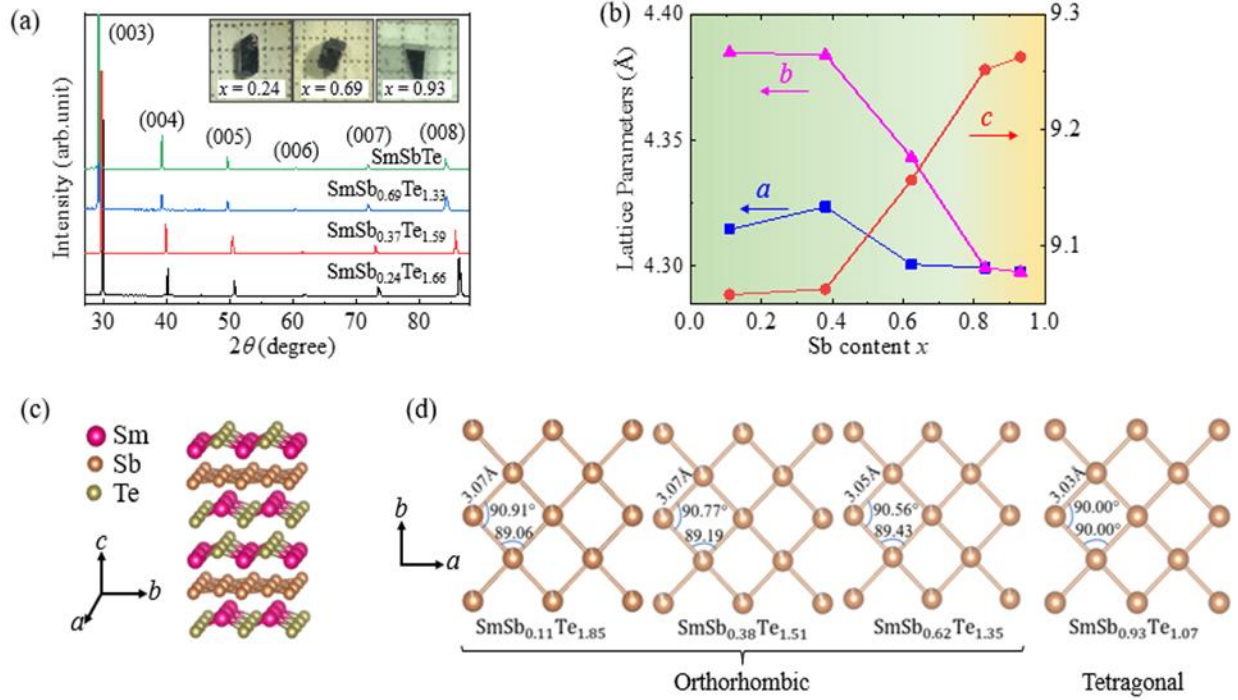 (a)
(003)
x = 0.24
x = 0.69
x = 0.93
(004)
(005)
(006)
(007)
(008)
SmSbTe
SmSb0.69Te1.33
SmSb0.37Te1.59
SmSb0.24Te1.66
Intensity (arb.unit)
30 40 50 60 70 80
2θ (degree)
(b)
4.40
4.35
4.30
Lattice Parameters (Å)
b
a
c
9.3
9.2
9.1
0.0 0.2 0.4 0.6 0.8 1.0
Sb content x
(c)
Sm
Sb
Te
c
b
a
(d)
b
a
3.07Å
90.91°
89.06
3.07Å
90.77°
89.19
3.05Å
90.56°
89.43
3.03Å
90.00°
90.00°
SmSb0.11Te1.85
SmSb0.38Te1.51
SmSb0.62Te1.35
SmSb0.93Te1.07
Orthorhombic
Tetragonal